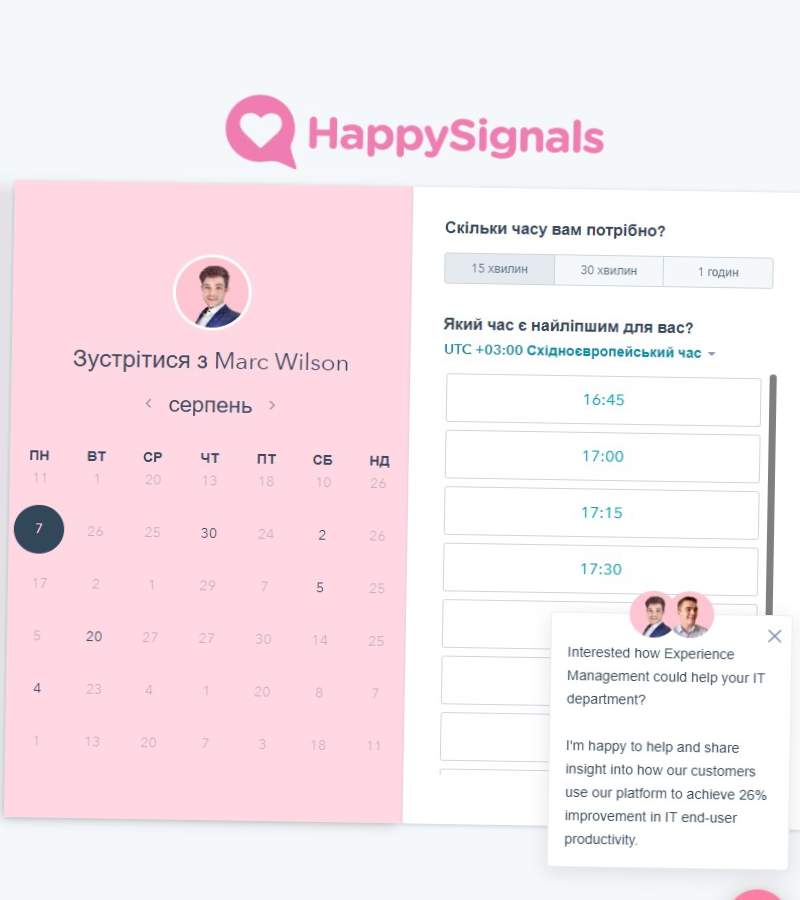 HappySignals
Зустрітися з Marc Wilson
серпень
ПН ВТ СР ЧТ ПТ СБ НД
11 1 20 13 18 10 26
7 26 25 30 24 2 26
17 2 1 29 7 5 25
5 20 27 27 30 14 25
4 23 4 1 20 8 7
1 13 20 7 3 18 11
Скільки часу вам потрібно?
15 хвилин 30 хвилин 1 годин
Який час є найліпшим для вас?
UTC +03:00 Східноєвропейський час
16:45
17:00
17:15
17:30
Interested how Experience
Management could help your IT
department?
I'm happy to help and share
insight into how our customers
use our platform to achieve 26%
improvement in IT end-user
productivity.